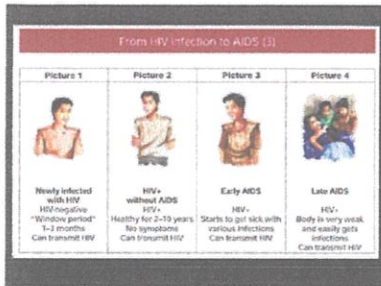 From HIV infection to AIDS (3)
Picture 1
Newly infected
with HIV
HIV-negative
"Window period"
1–3 months
Can transmit HIV
Picture 2
HIV+
without AIDS
HIV+
Healthy for 2–10 years
No symptoms
Can transmit HIV
Picture 3
Early AIDS
HIV+
Starts to get sick with
various infections
Can transmit HIV
Picture 4
Late AIDS
HIV+
Body is very weak
and easily gets
infections
Can transmit HIV